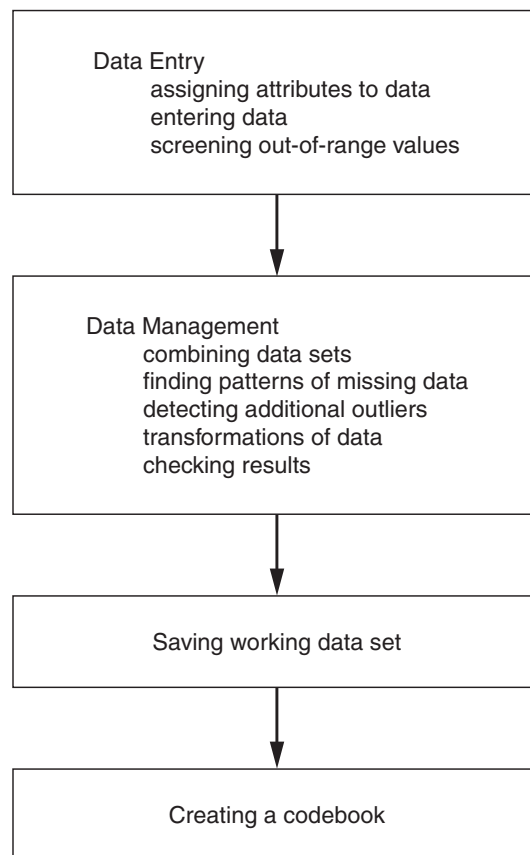 Data Entry
assigning attributes to data
entering data
screening out-of-range values
Data Management
combining data sets
finding patterns of missing data
detecting additional outliers
transformations of data
checking results
Saving working data set
Creating a codebook